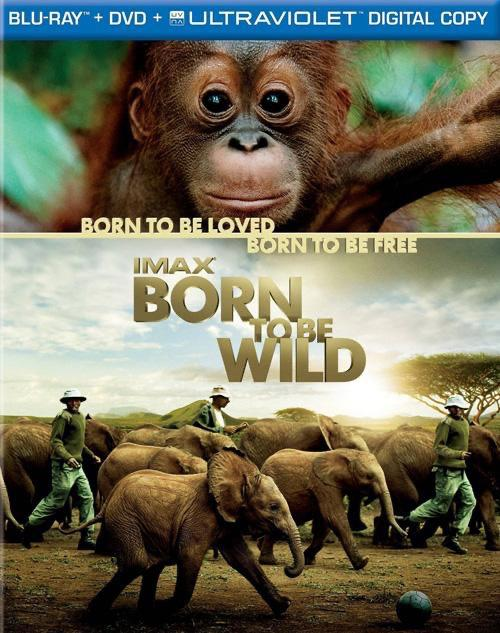 BLU-RAY™ + DVD + UV ULTRAVIOLET™ DIGITAL COPY
BORN TO BE LOVED
BORN TO BE FREE
IMAX®
BORN
TO BE
WILD